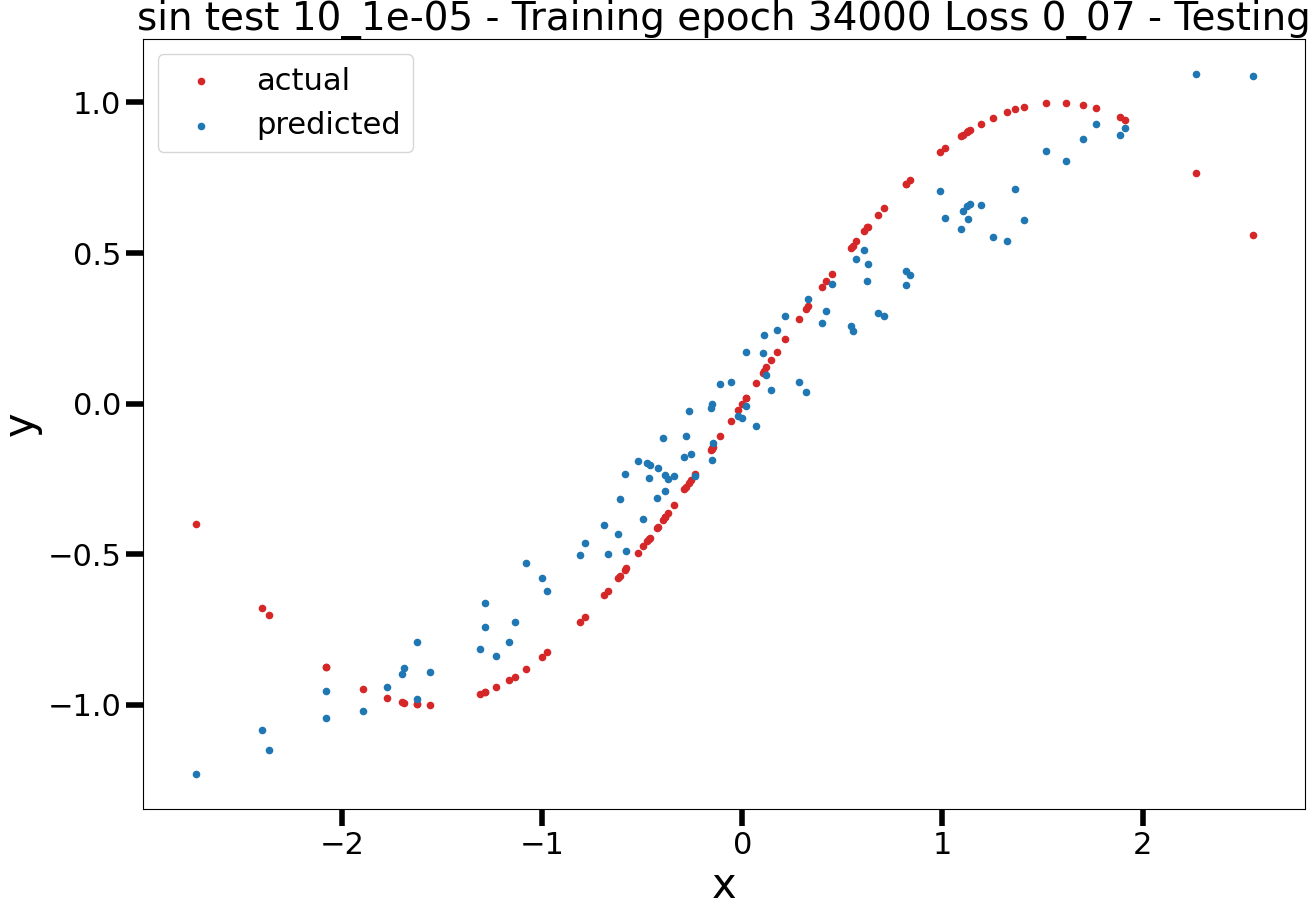 sin test 10_1e-05 - Training epoch 34000 Loss 0_07 - Testing
actual
predicted
1.0
0.5
0.0
−0.5
−1.0
y
−2
−1
0
1
2
x